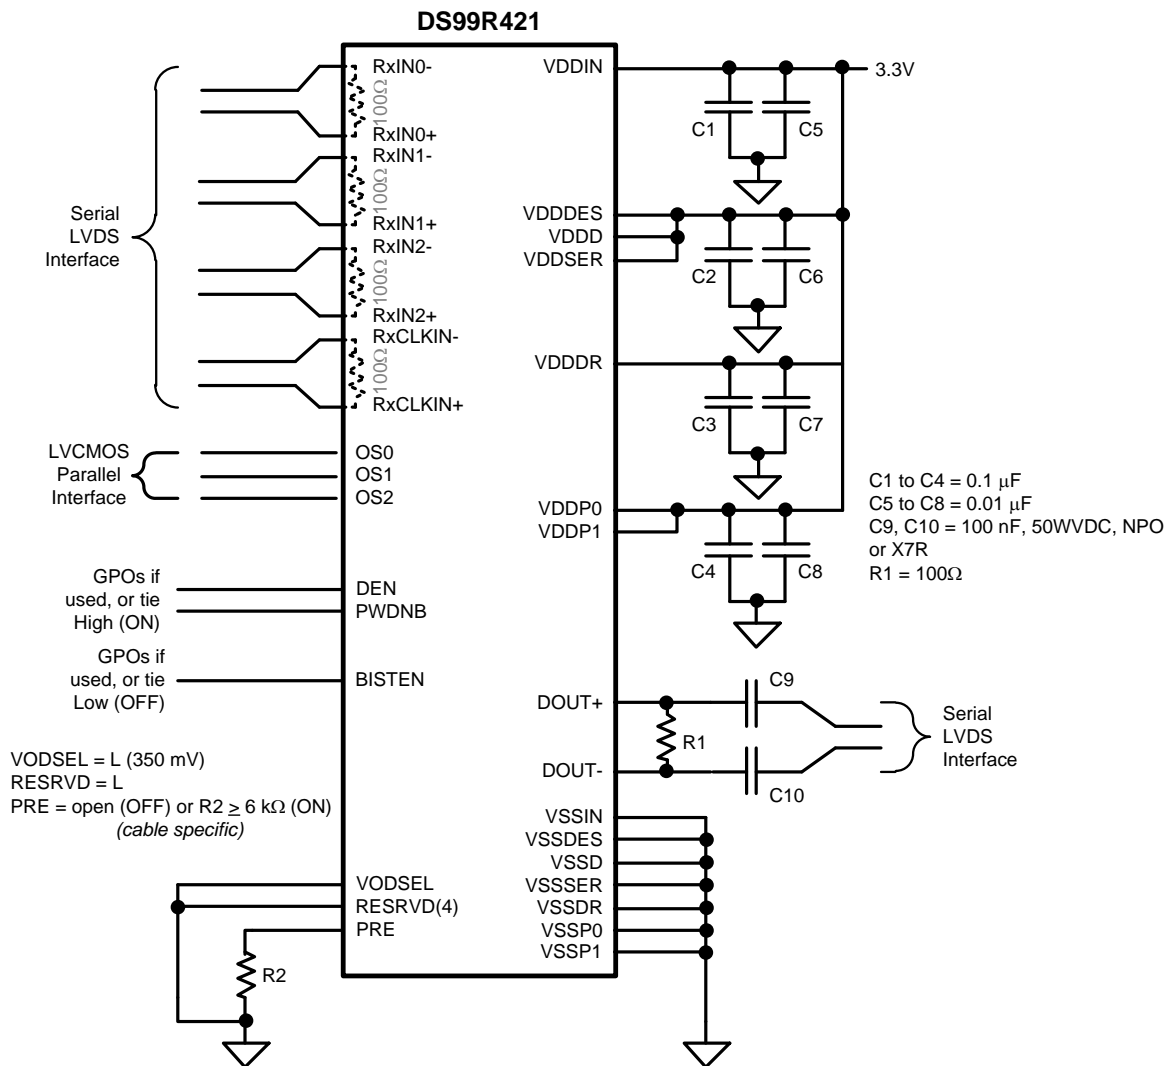 DS99R421
RxIN0-
100Ω
RxIN0+
RxIN1-
100Ω
RxIN1+
RxIN2-
100Ω
RxIN2+
RxCLKIN-
100Ω
RxCLKIN+
Serial
LVDS
Interface
LVCMOS
Parallel
Interface
OS0
OS1
OS2
GPOs if
used, or tie
High (ON)
DEN
PWDNB
GPOs if
used, or tie
Low (OFF)
BISTEN
VODSEL = L (350 mV)
RESRVD = L
PRE = open (OFF) or R2 ≥ 6 kΩ (ON)
(cable specific)
VODSEL
RESRVD(4)
PRE
R2
VDDIN
3.3V
C1
C5
VDDDES
VDDD
VDDSER
C2
C6
VDDDR
C3
C7
VDDP0
VDDP1
C4
C8
C1 to C4 = 0.1 μF
C5 to C8 = 0.01 μF
C9, C10 = 100 nF, 50WVDC, NPO
or X7R
R1 = 100Ω
DOUT+
DOUT-
R1
C9
C10
Serial
LVDS
Interface
VSSIN
VSSDES
VSSD
VSSSER
VSSDR
VSSP0
VSSP1